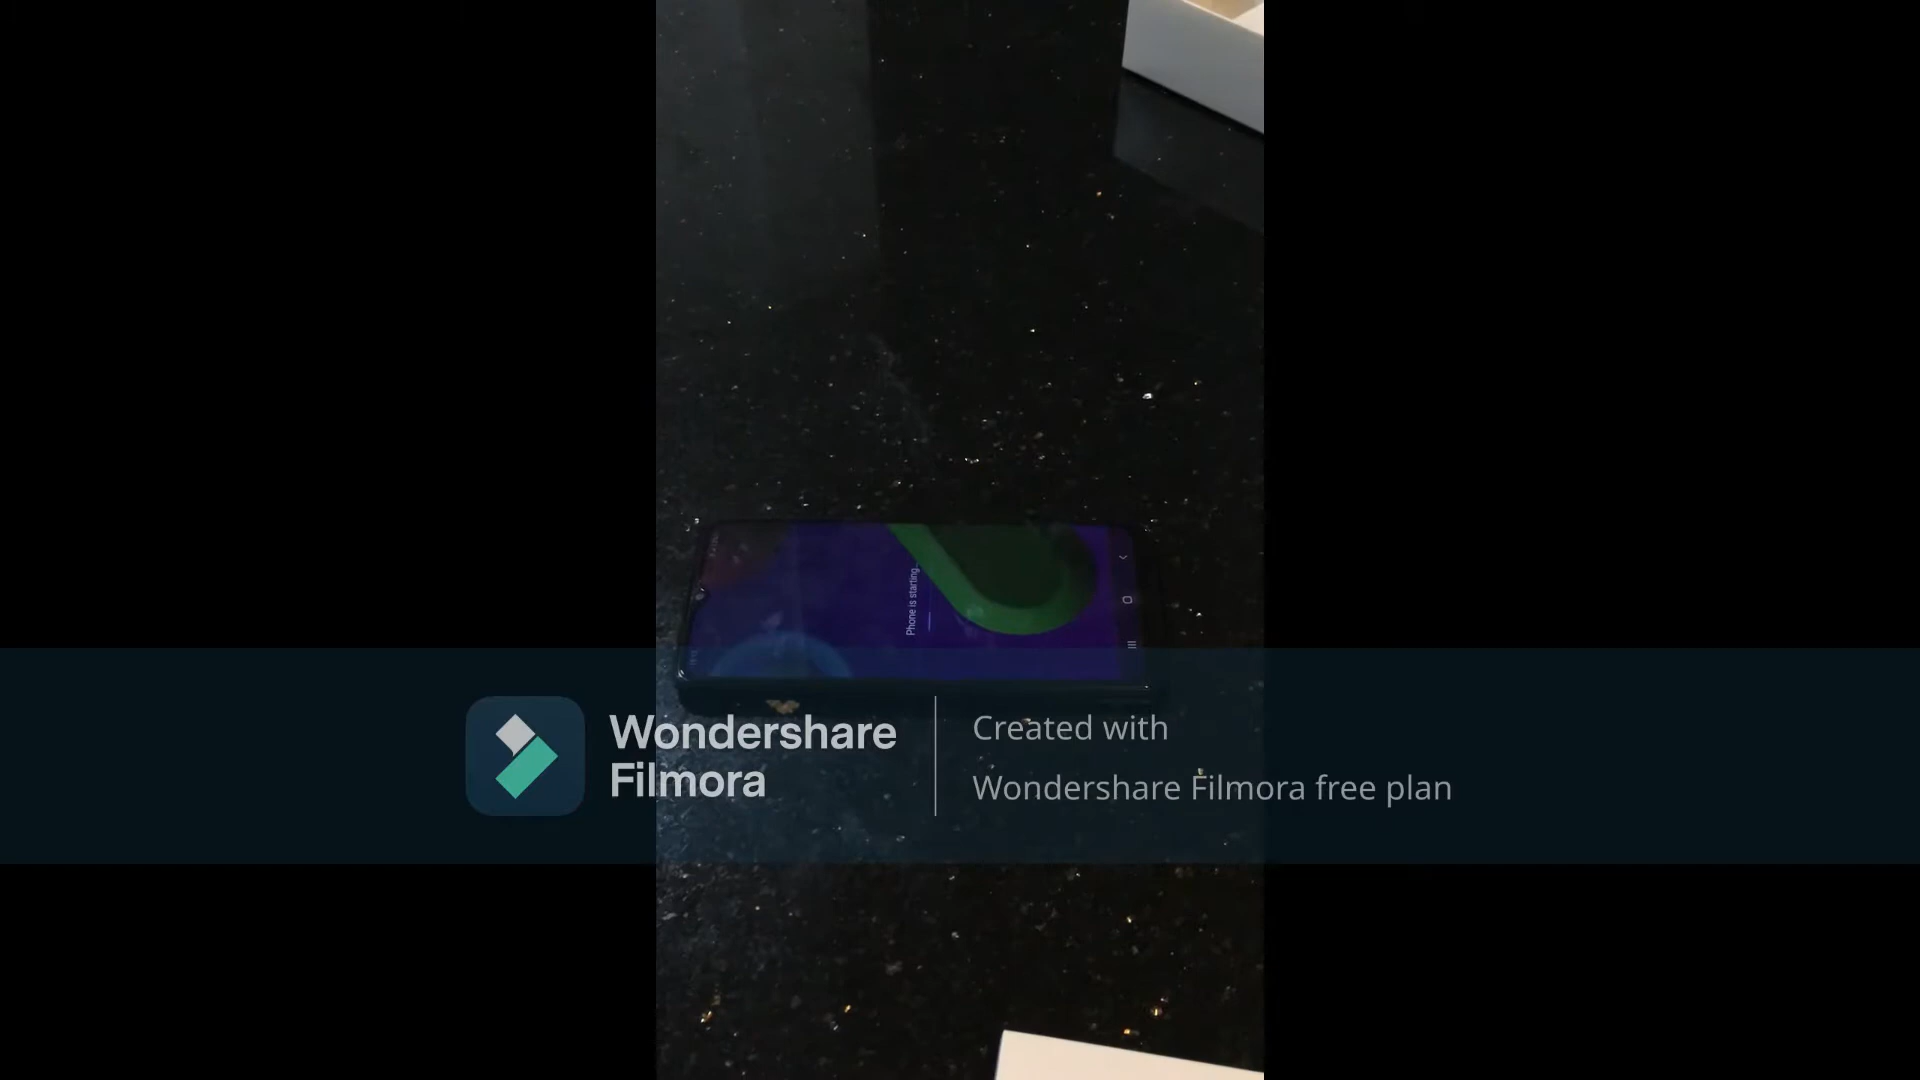 Phone is starting...
Wondershare
Filmora
Created with
Wondershare Filmora free plan